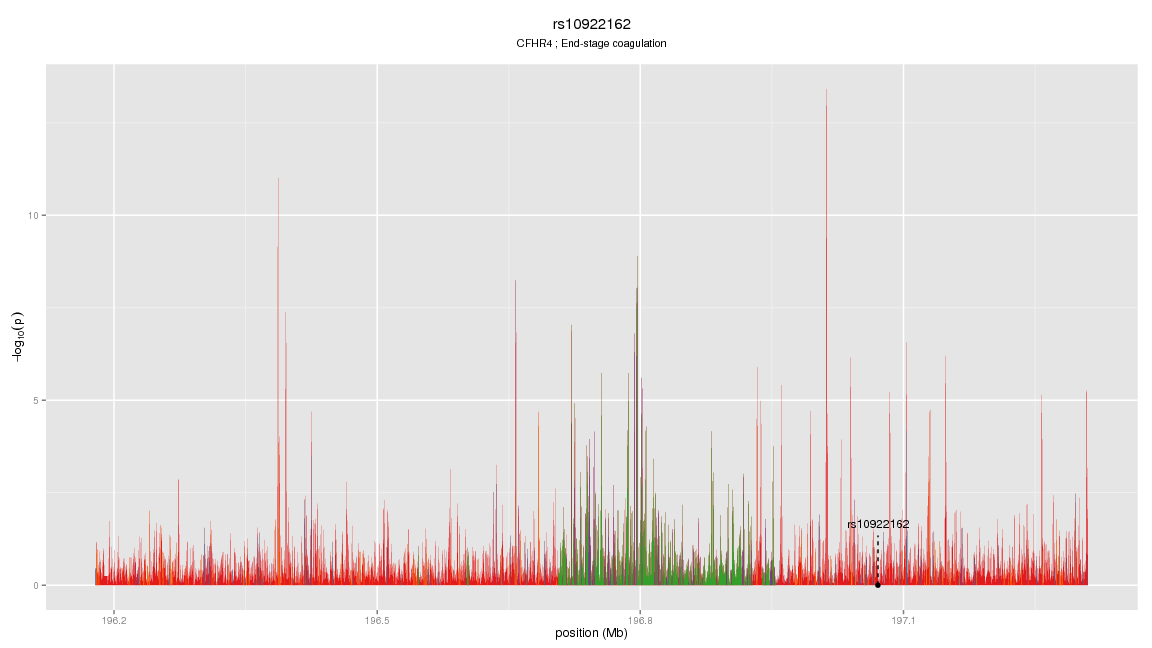 rs10922162
CFHR4 ; End-stage coagulation
−log10(p)
10
5
0
rs10922162
196.2 196.5 196.8 197.1
position (Mb)